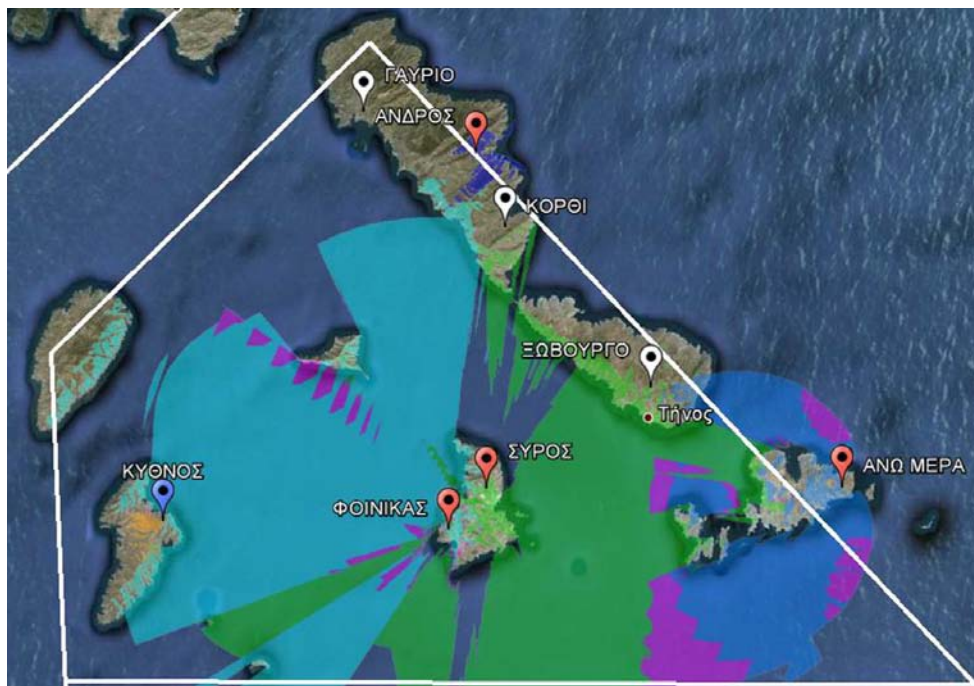 ΓΑΥΡΙΟ
ΑΝΔΡΟΣ
ΚΟΡΘΙ
ΞΩΒΟΥΡΓΟ
Τήνος
ΣΥΡΟΣ
ΑΝΩ ΜΕΡΑ
ΚΥΘΝΟΣ
ΦΟΙΝΙΚΑΣ